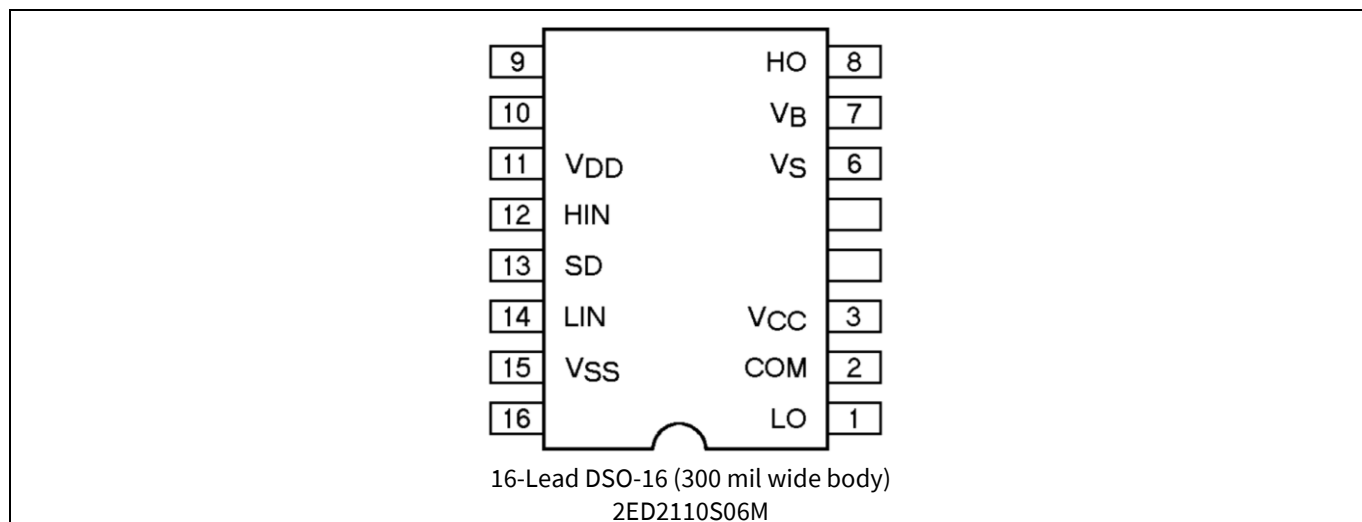 9 HO 8
10 VB 7
11 VDD VS 6
12 HIN
13 SD
14 LIN VCC 3
15 VSS COM 2
16 LO 1
16-Lead DSO-16 (300 mil wide body)
2ED2110S06M